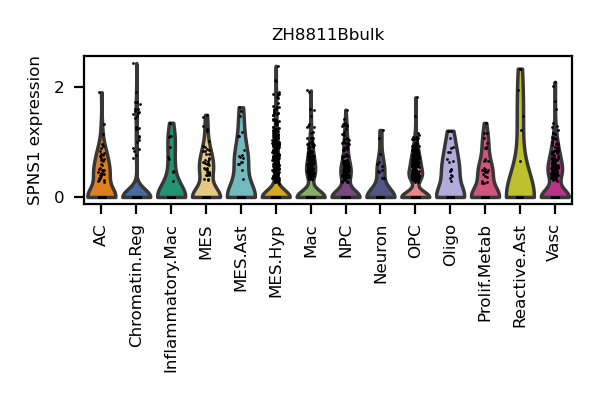 ZH8811Bbulk
SPNS1 expression
2
0
AC
Chromatin.Reg
Inflammatory.Mac
MES
MES.Ast
MES.Hyp
Mac
NPC
Neuron
OPC
Oligo
Prolif.Metab
Reactive.Ast
Vasc